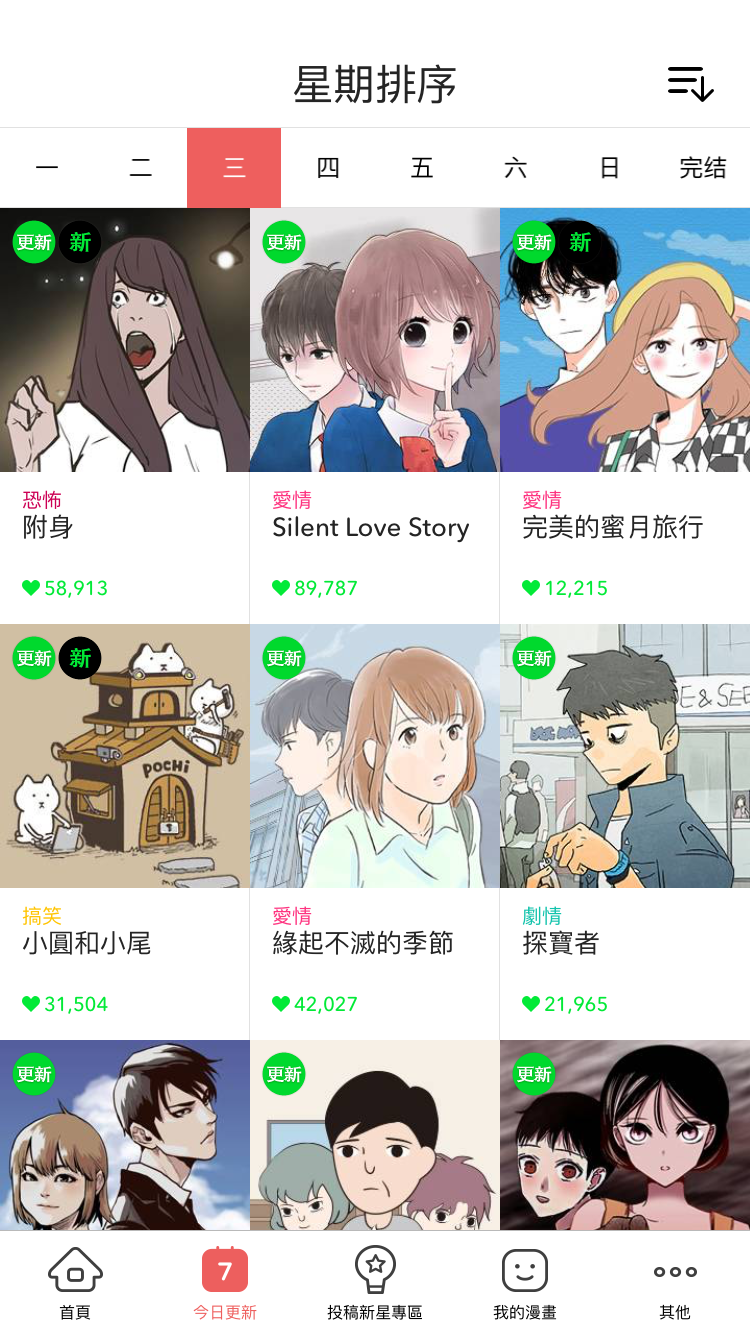 星期排序
一 二 三 四 五 六 日 完结
更新 新
更新
更新 新
恐怖
附身
58,913
愛情
Silent Love Story
89,787
愛情
完美的蜜月旅行
12,215
更新 新
POCHi
更新
更新
E & SEE
搞笑
小圓和小尾
31,504
愛情
緣起不滅的季節
42,027
劇情
探寶者
21,965
更新
更新
更新
7
首頁
今日更新
投稿新星專區
我的漫畫
其他